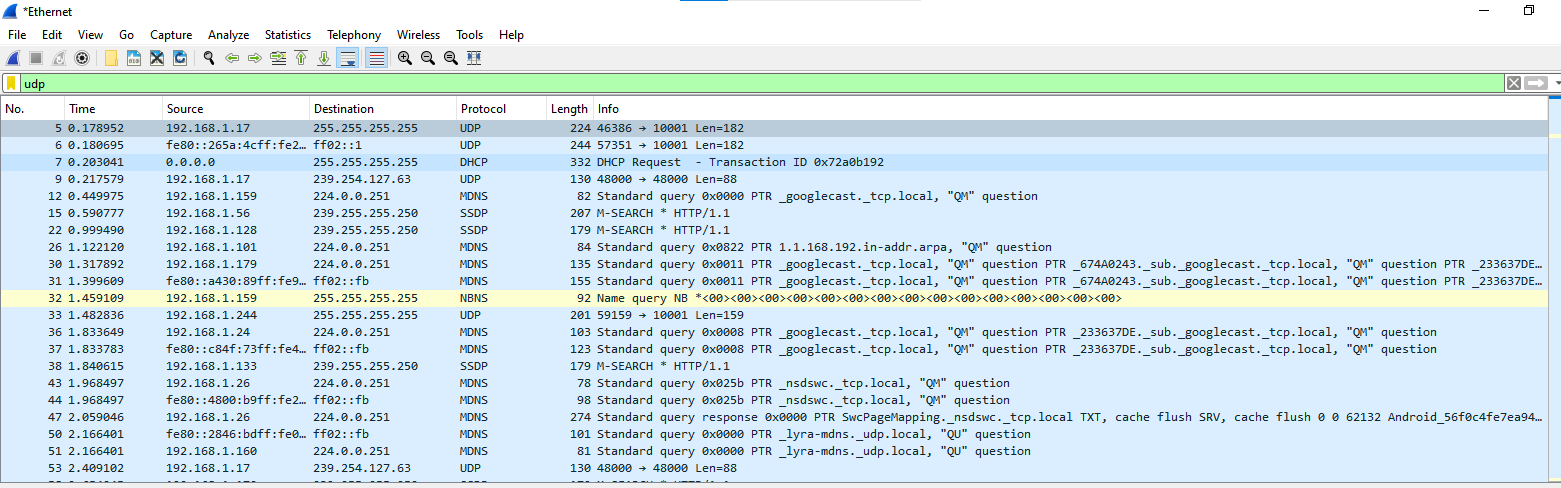 *Ethernet
File Edit View Go Capture Analyze Statistics Telephony Wireless Tools Help
udp
No. Time Source Destination Protocol Length Info
5 0.178952 192.168.1.17 255.255.255.255 UDP 224 46386 → 10001 Len=182
6 0.180695 fe80::265a:4cff:fe2… ff02::1 UDP 244 57351 → 10001 Len=182
7 0.203041 0.0.0.0 255.255.255.255 DHCP 332 DHCP Request - Transaction ID 0x72a0b192
9 0.217579 192.168.1.17 239.254.127.63 UDP 130 48000 → 48000 Len=88
12 0.449975 192.168.1.159 224.0.0.251 MDNS 82 Standard query 0x0000 PTR _googlecast._tcp.local, "QM" question
15 0.590777 192.168.1.56 239.255.255.250 SSDP 207 M-SEARCH * HTTP/1.1
22 0.999490 192.168.1.128 239.255.255.250 SSDP 179 M-SEARCH * HTTP/1.1
26 1.122120 192.168.1.101 224.0.0.251 MDNS 84 Standard query 0x0822 PTR 1.1.168.192.in-addr.arpa, "QM" question
30 1.317892 192.168.1.179 224.0.0.251 MDNS 135 Standard query 0x0011 PTR _googlecast._tcp.local, "QM" question PTR _674A0243._sub._googlecast._tcp.local, "QM" question PTR _233637DE…
31 1.399609 fe80::a430:89ff:fe9… ff02::fb MDNS 155 Standard query 0x0011 PTR _googlecast._tcp.local, "QM" question PTR _674A0243._sub._googlecast._tcp.local, "QM" question PTR _233637DE…
32 1.459109 192.168.1.159 255.255.255.255 NBNS 92 Name query NB *<00><00><00><00><00><00><00><00><00><00><00><00><00><00><00>
33 1.482836 192.168.1.244 255.255.255.255 UDP 201 59159 → 10001 Len=159
36 1.833649 192.168.1.24 224.0.0.251 MDNS 103 Standard query 0x0008 PTR _googlecast._tcp.local, "QM" question PTR _233637DE._sub._googlecast._tcp.local, "QM" question
37 1.833783 fe80::c84f:73ff:fe4… ff02::fb MDNS 123 Standard query 0x0008 PTR _googlecast._tcp.local, "QM" question PTR _233637DE._sub._googlecast._tcp.local, "QM" question
38 1.840615 192.168.1.133 239.255.255.250 SSDP 179 M-SEARCH * HTTP/1.1
43 1.968497 192.168.1.26 224.0.0.251 MDNS 78 Standard query 0x025b PTR _nsdswc._tcp.local, "QM" question
44 1.968497 fe80::4800:b9ff:fe2… ff02::fb MDNS 98 Standard query 0x025b PTR _nsdswc._tcp.local, "QM" question
47 2.059046 192.168.1.26 224.0.0.251 MDNS 274 Standard query response 0x0000 PTR SwcPageMapping._nsdswc._tcp.local TXT, cache flush SRV, cache flush 0 0 62132 Android_56f0c4fe7ea94…
50 2.166401 fe80::2846:bdff:fe0… ff02::fb MDNS 101 Standard query 0x0000 PTR _lyra-mdns._udp.local, "QU" question
51 2.166401 192.168.1.160 224.0.0.251 MDNS 81 Standard query 0x0000 PTR _lyra-mdns._udp.local, "QU" question
53 2.409102 192.168.1.17 239.254.127.63 UDP 130 48000 → 48000 Len=88